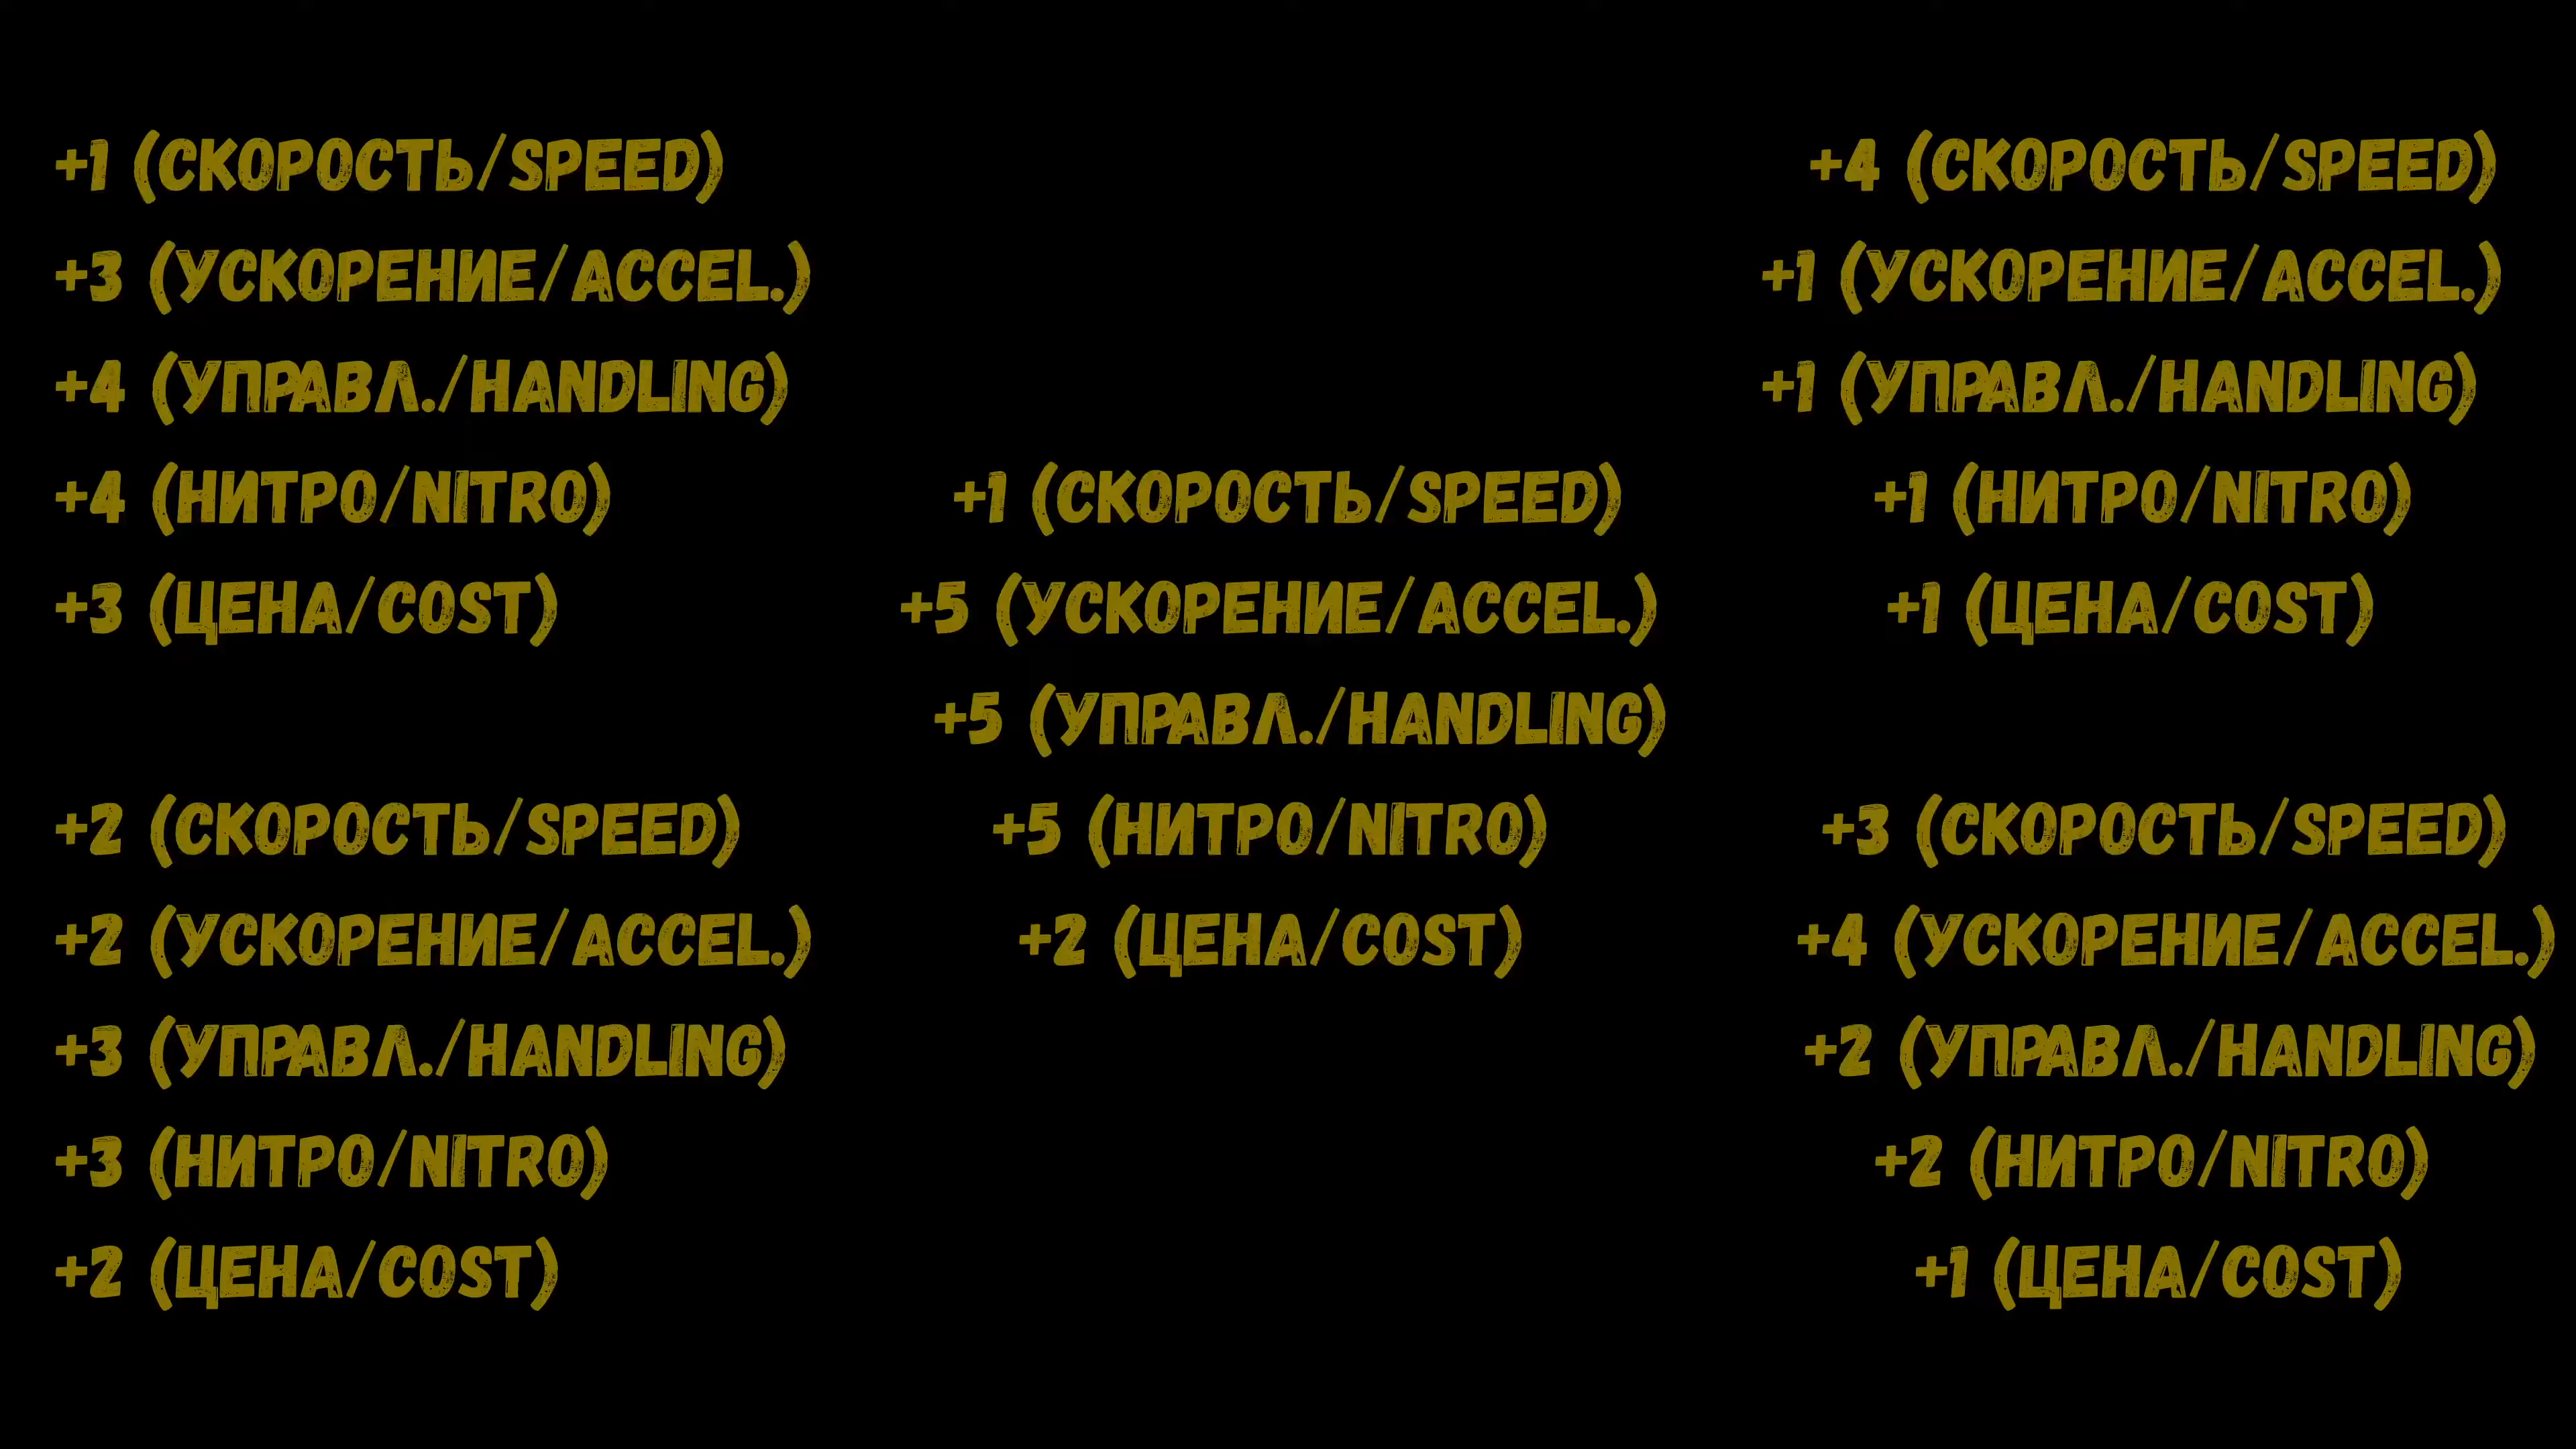 +1 (СКОРОСТЬ/SPEED)
+3 (УСКОРЕНИЕ/ACCEL.)
+4 (УПРАВЛ./HANDLING)
+4 (НИТРО/NITRO)
+3 (ЦЕНА/COST)
+2 (СКОРОСТЬ/SPEED)
+2 (УСКОРЕНИЕ/ACCEL.)
+3 (УПРАВЛ./HANDLING)
+3 (НИТРО/NITRO)
+2 (ЦЕНА/COST)
+1 (СКОРОСТЬ/SPEED)
+5 (УСКОРЕНИЕ/ACCEL.)
+5 (УПРАВЛ./HANDLING)
+5 (НИТРО/NITRO)
+2 (ЦЕНА/COST)
+4 (СКОРОСТЬ/SPEED)
+1 (УСКОРЕНИЕ/ACCEL.)
+1 (УПРАВЛ./HANDLING)
+1 (НИТРО/NITRO)
+1 (ЦЕНА/COST)
+3 (СКОРОСТЬ/SPEED)
+4 (УСКОРЕНИЕ/ACCEL.)
+2 (УПРАВЛ./HANDLING)
+2 (НИТРО/NITRO)
+1 (ЦЕНА/COST)